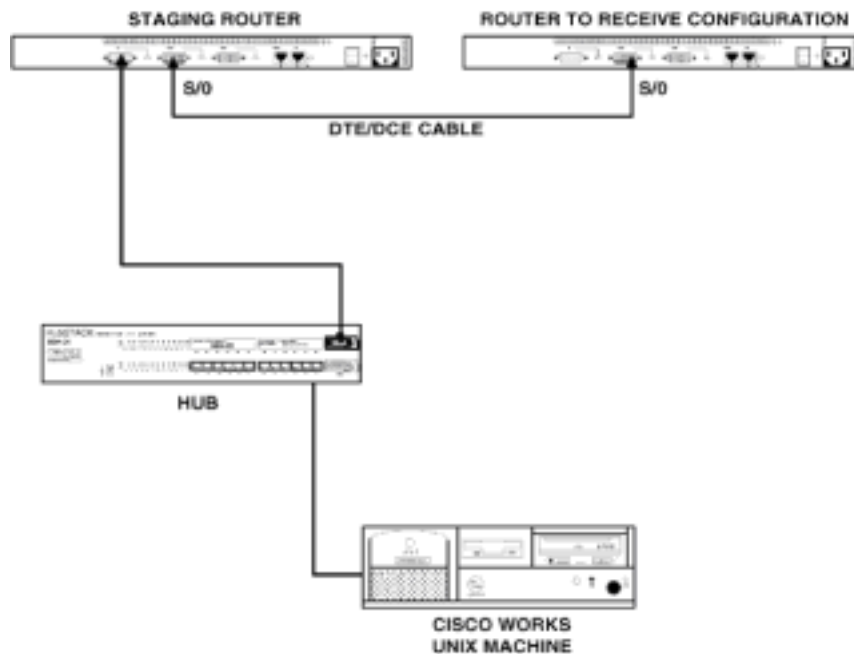 STAGING ROUTER
ROUTER TO RECEIVE CONFIGURATION
S/0
S/0
DTE/DCE CABLE
HUB
CISCO WORKS
UNIX MACHINE